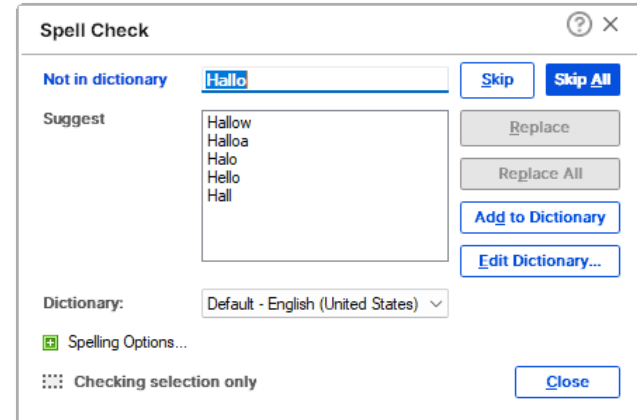 Spell Check
Not in dictionary Hallo Skip Skip All
Suggest
Hallow
Halloa
Halo
Hello
Hall
Replace
Replace All
Add to Dictionary
Edit Dictionary...
Dictionary: Default - English (United States)
Spelling Options...
Checking selection only Close